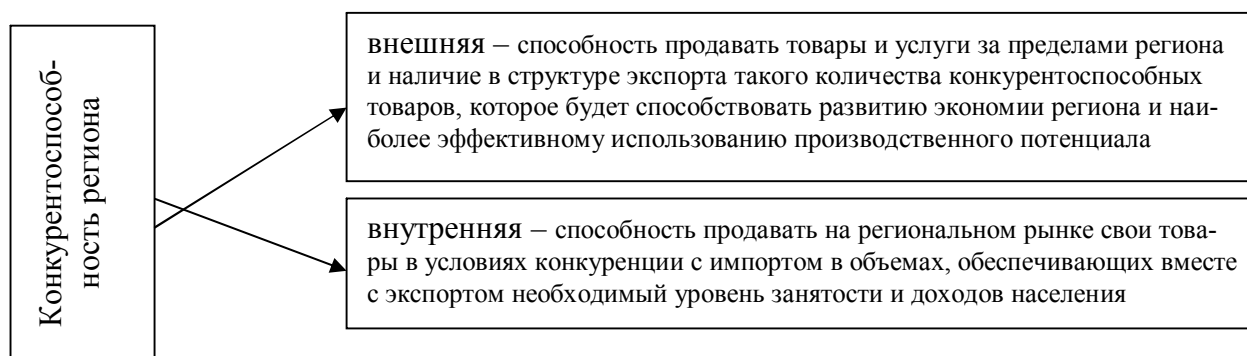 Конкурентоспособ-
ность региона
внешняя – способность продавать товары и услуги за пределами региона
и наличие в структуре экспорта такого количества конкурентоспособных
товаров, которое будет способствовать развитию экономии региона и наи-
более эффективному использованию производственного потенциала
внутренняя – способность продавать на региональном рынке свои това-
ры в условиях конкуренции с импортом в объемах, обеспечивающих вместе
с экспортом необходимый уровень занятости и доходов населения